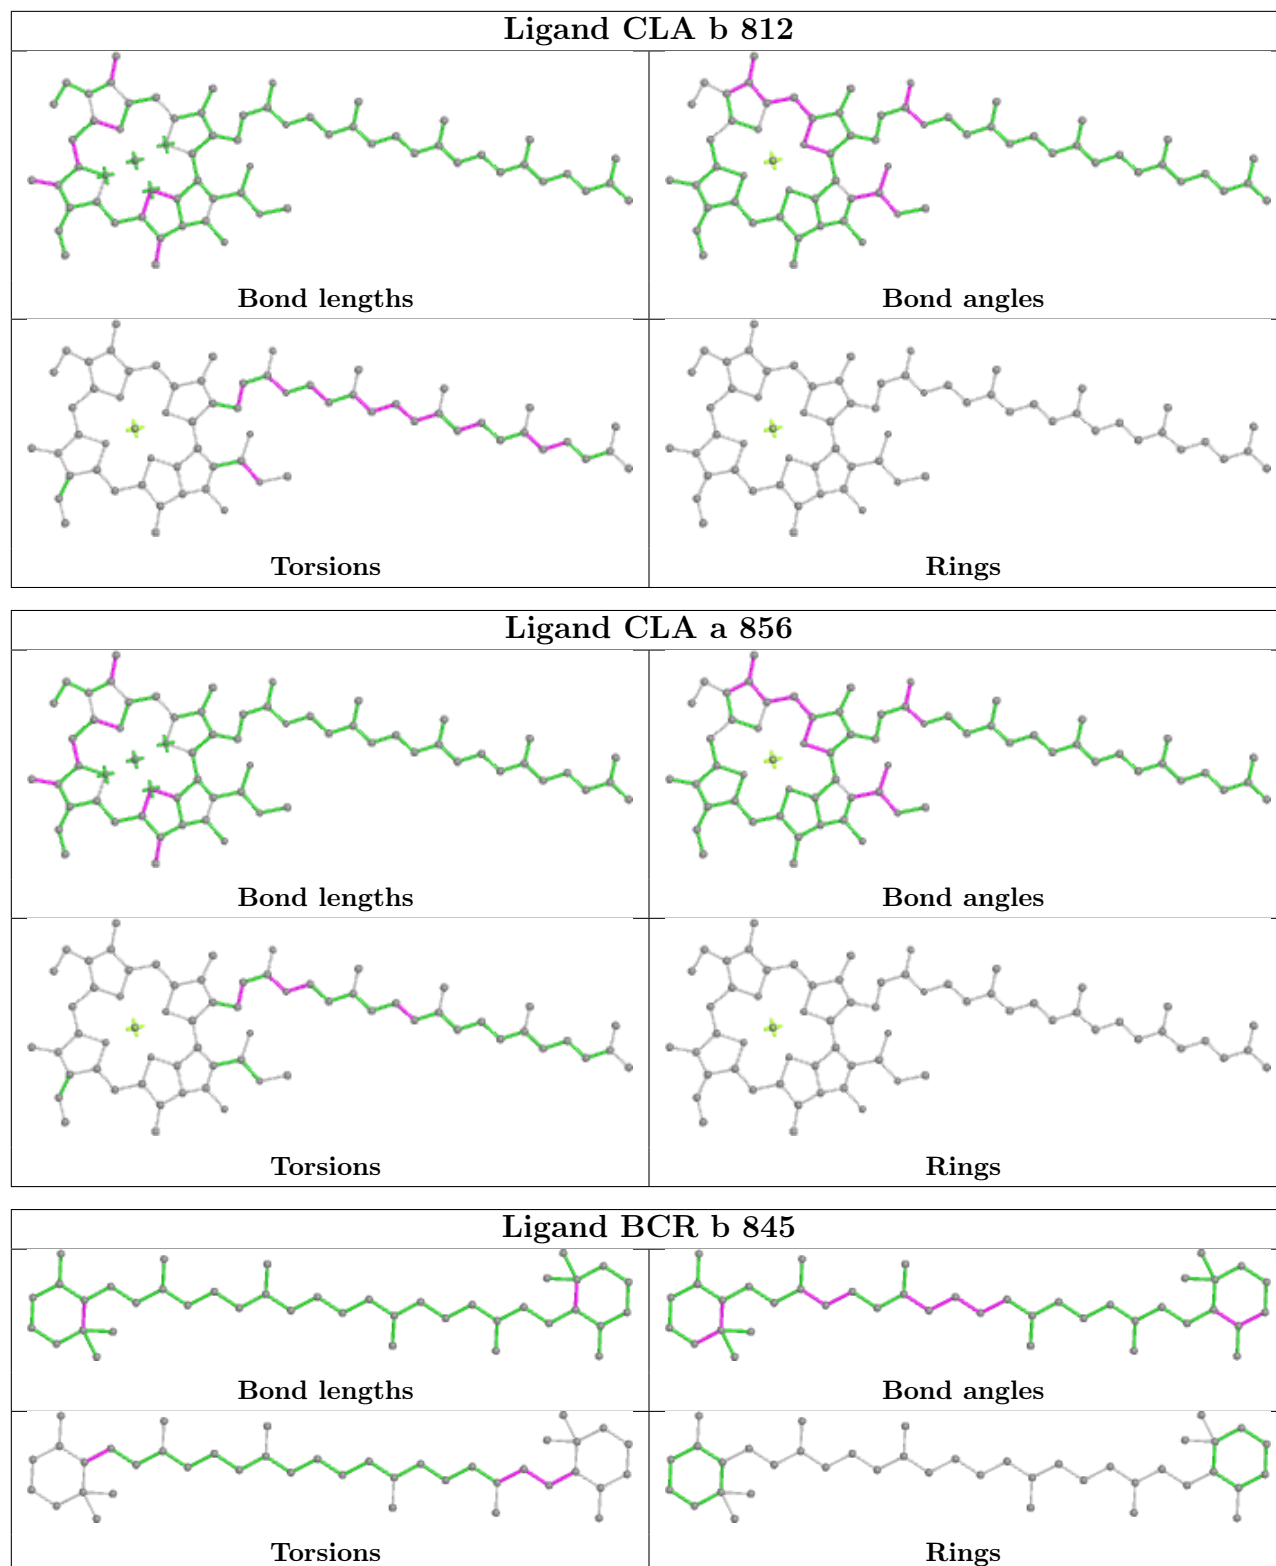 Ligand CLA b 812
Bond lengths
Bond angles
Torsions
Rings
Ligand CLA a 856
Bond lengths
Bond angles
Torsions
Rings
Ligand BCR b 845
Bond lengths
Bond angles
Torsions
Rings